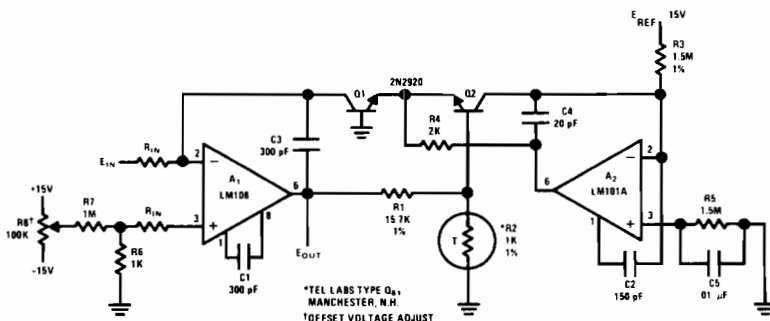 E REF
15V
R3
1.5M
1%
2N2920
Q1
Q2
C4
20 pF
R4
2K
C3
300 pF
E IN
R IN
2
A1
LM108
6
3
1
8
+15V
R8†
100K
-15V
R7
1M
R IN
R6
1K
C1
300 pF
E OUT
R1
15.7K
1%
T
*R2
1K
1%
6
A2
LM101A
2
3
1
R5
1.5M
C2
150 pF
C5
.01 µF
*TEL LABS TYPE Q81
MANCHESTER, N.H.
†OFFSET VOLTAGE ADJUST